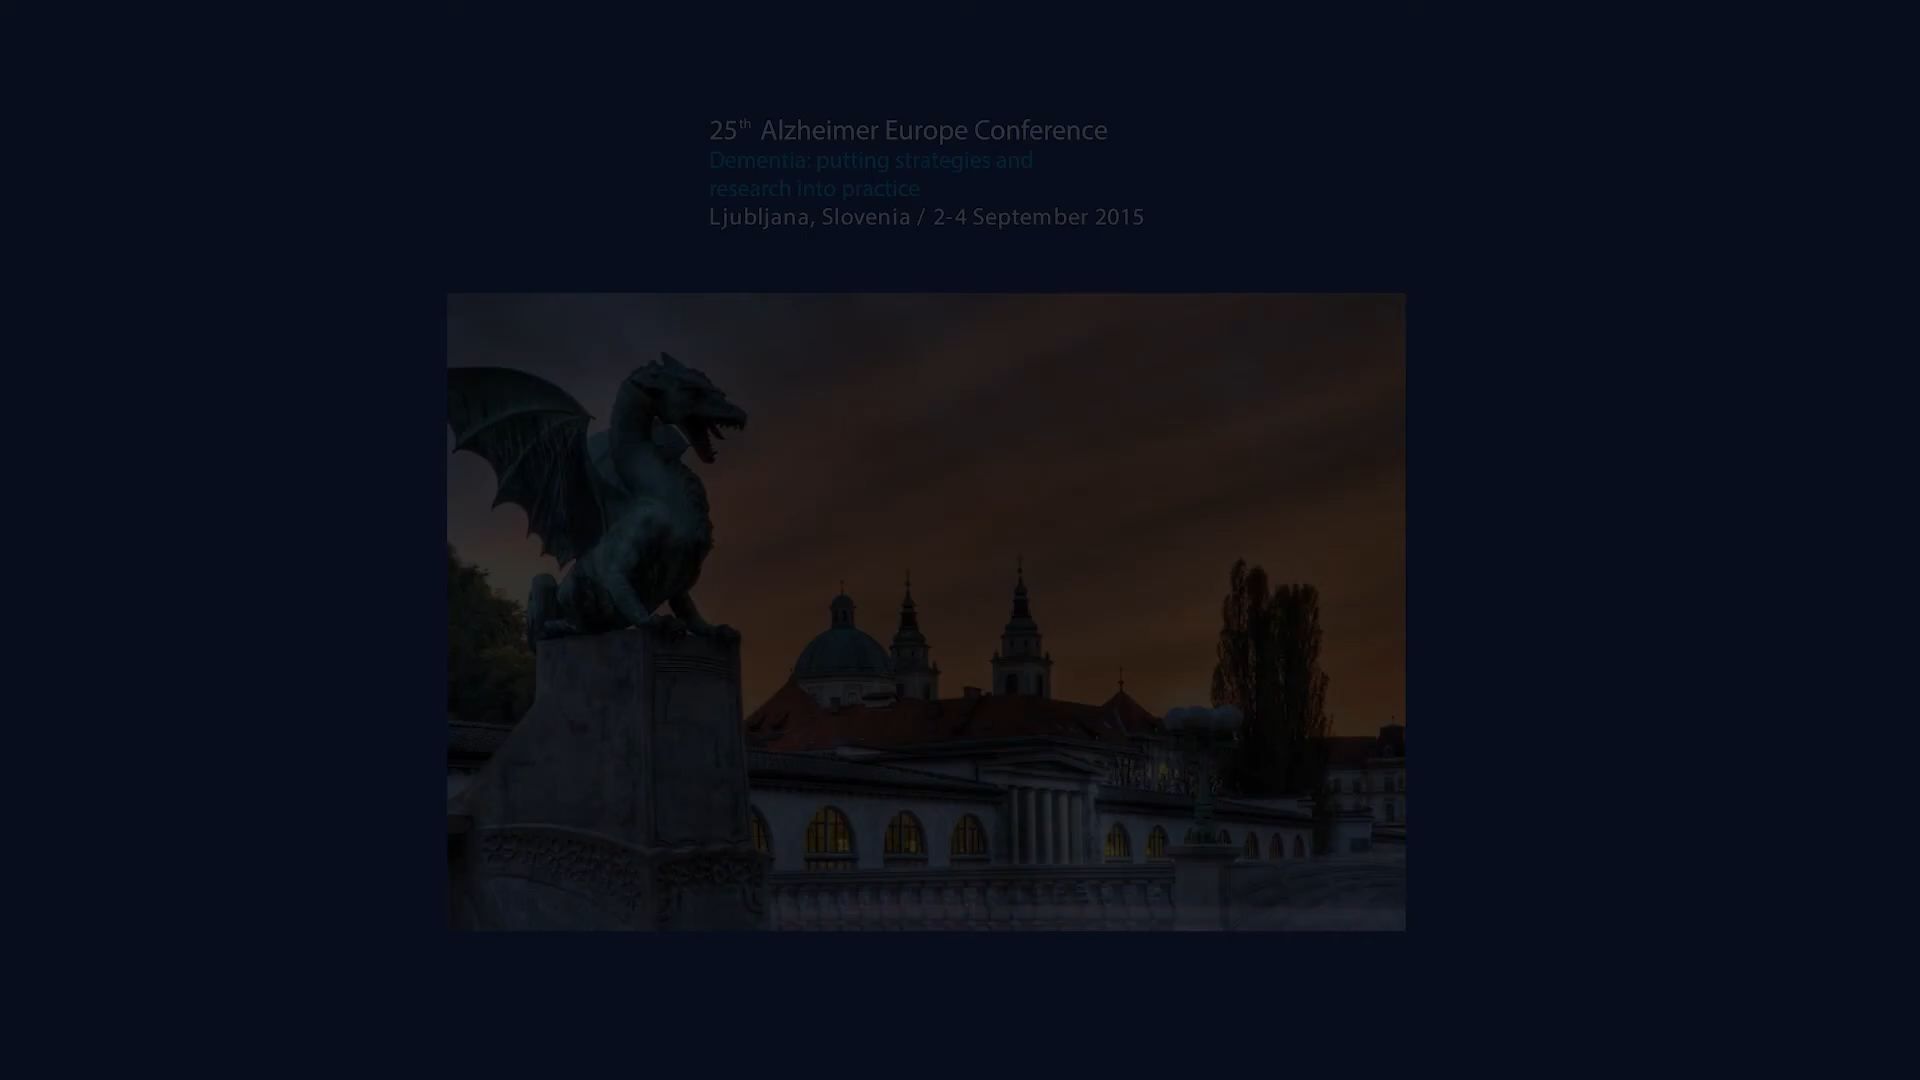 25th Alzheimer Europe Conference
Dementia: putting strategies and
research into practice
Ljubljana, Slovenia / 2-4 September 2015